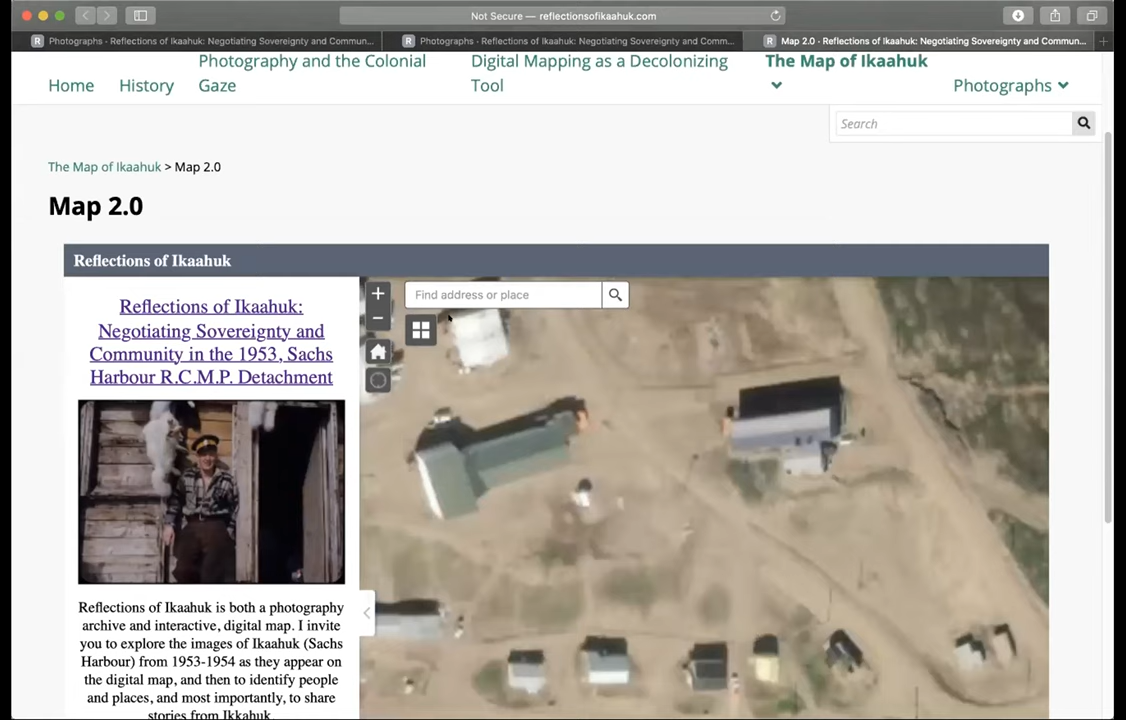 Not Secure — reflectionsofikaahuk.com
Photographs - Reflections of Ikaahuk: Negotiating Sovereignty and Commun...
Photographs - Reflections of Ikaahuk: Negotiating Sovereignty and Comm...
Map 2.0 - Reflections of Ikaahuk: Negotiating Sovereignty and Commun...
Home
History
Photography and the Colonial
Gaze
Digital Mapping as a Decolonizing
Tool
The Map of Ikaahuk
Photographs
Search
The Map of Ikaahuk > Map 2.0
Map 2.0
Reflections of Ikaahuk
Reflections of Ikaahuk:
Negotiating Sovereignty and
Community in the 1953, Sachs
Harbour R.C.M.P. Detachment
Reflections of Ikaahuk is both a photography
archive and interactive, digital map. I invite
you to explore the images of Ikaahuk (Sachs
Harbour) from 1953-1954 as they appear on
the digital map, and then to identify people
and places, and most importantly, to share
stories from Ikkahuk.
Find address or place